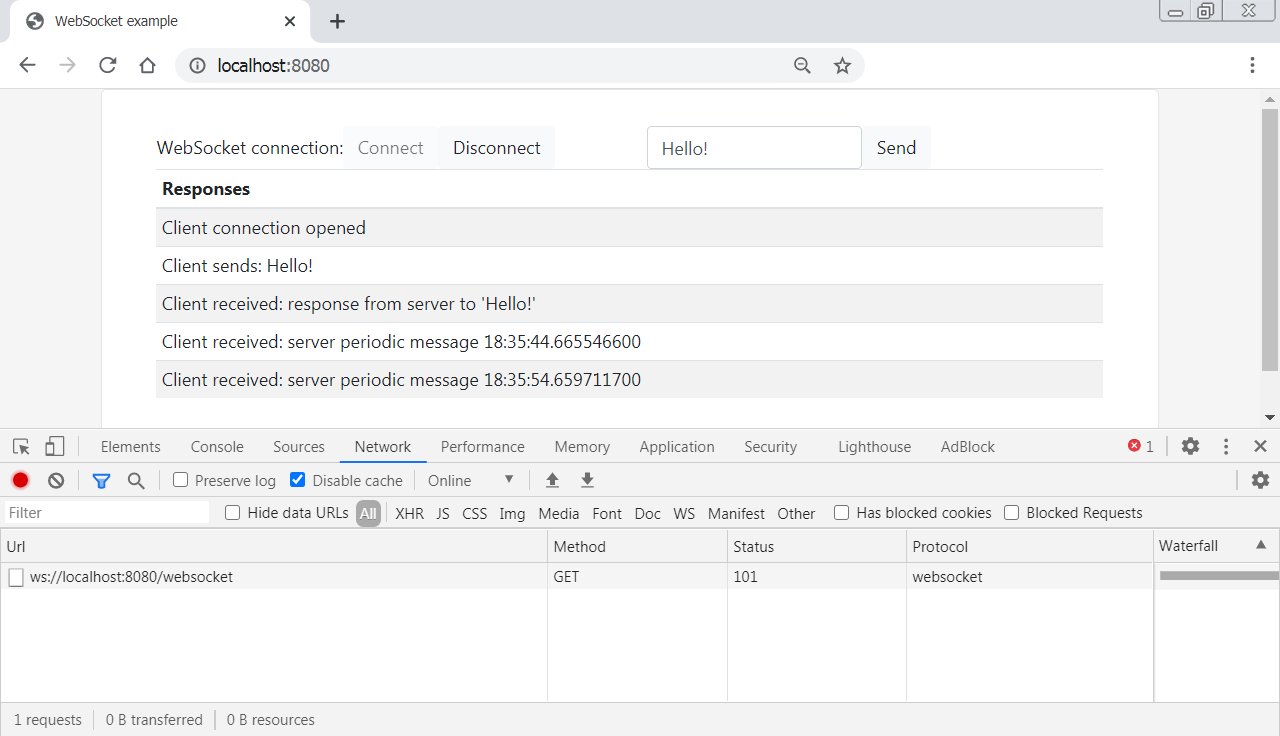 WebSocket example
localhost:8080
WebSocket connection: Connect Disconnect Hello! Send
Responses
Client connection opened
Client sends: Hello!
Client received: response from server to 'Hello!'
Client received: server periodic message 18:35:44.665546600
Client received: server periodic message 18:35:54.659711700
Elements Console Sources Network Performance Memory Application Security Lighthouse AdBlock 1
Preserve log Disable cache Online
Filter Hide data URLs All XHR JS CSS Img Media Font Doc WS Manifest Other Has blocked cookies Blocked Requests
Url Method Status Protocol Waterfall
ws://localhost:8080/websocket GET 101 websocket
1 requests 0 B transferred 0 B resources